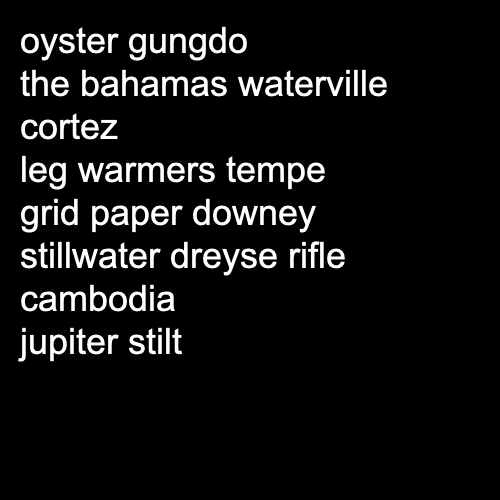 oyster gungdo
the bahamas waterville
cortez
leg warmers tempe
grid paper downey
stillwater dreyse rifle
cambodia
jupiter stilt